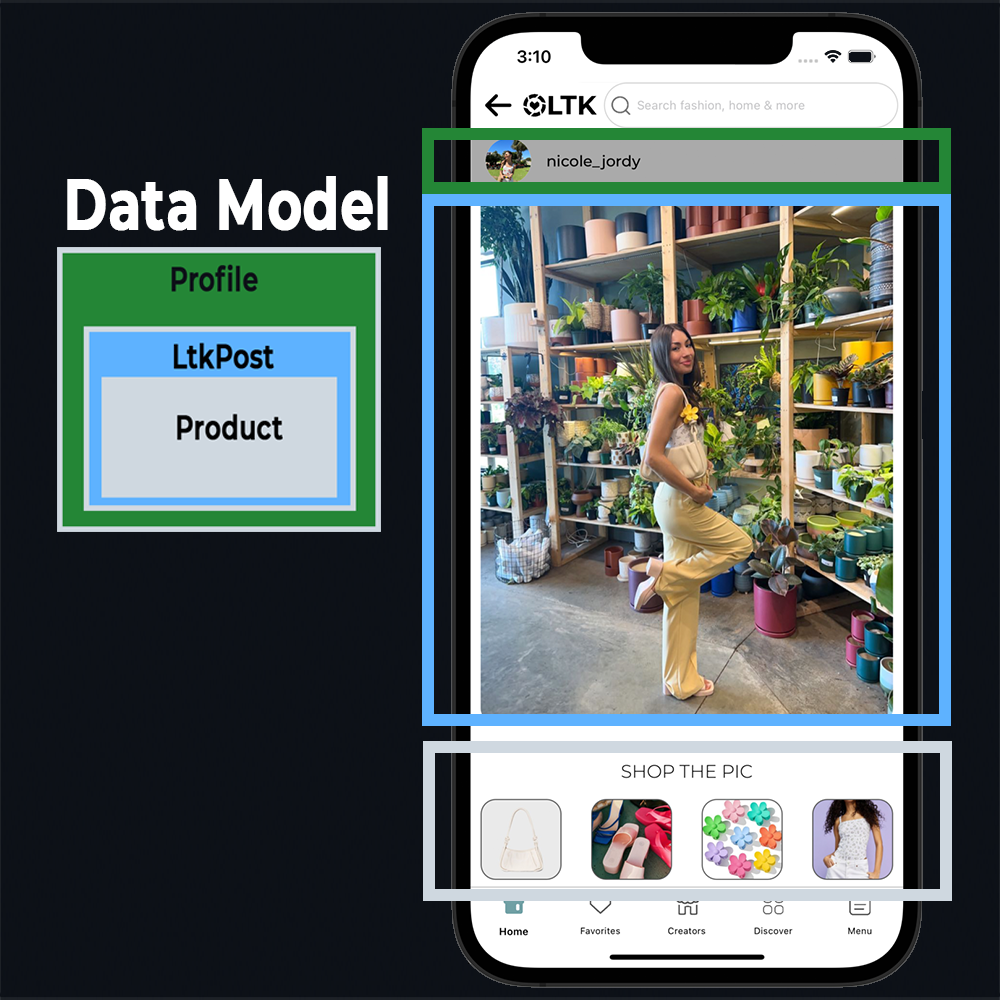 Data Model
Profile
LtkPost
Product
3:10
LTK
Search fashion, home & more
nicole_jordy
SHOP THE PIC
Home
Favorites
Creators
Discover
Menu